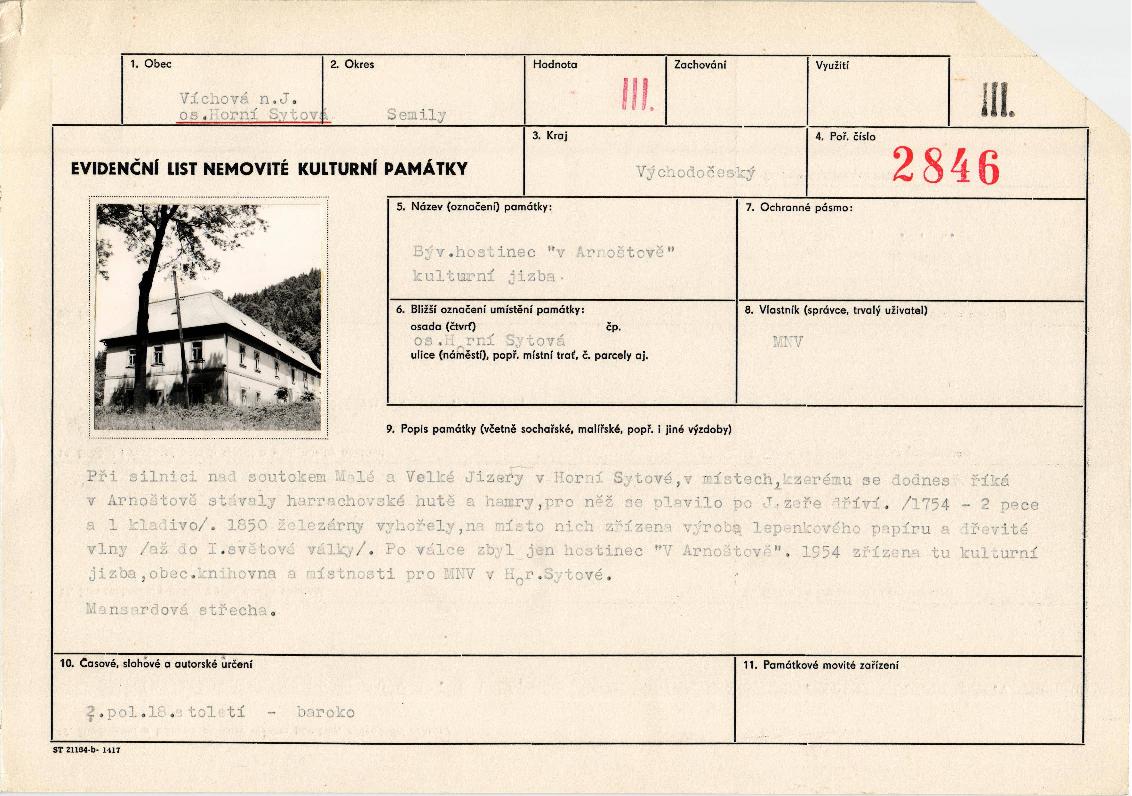 1. Obec
2. Okres
Hodnota
Zachování
Využití
Víchová n.J.
os.Horní Sytová
Semily
III.
III.
EVIDENČNÍ LIST NEMOVITÉ KULTURNÍ PAMÁTKY
3. Kraj
Východočeský
4. Poř. číslo
2846
5. Název (označení) památky:
Býv.hostinec "v Arnoštově"
kulturní jizba
7. Ochranné pásmo:
6. Bližší označení umístění památky:
osada (čtvrť) čp.
os.Horní Sytová
ulice (náměstí), popř. místní trať, č. parcely aj.
8. Vlastník (správce, trvalý uživatel)
MNV
9. Popis památky (včetně sochařské, malířské, popř. i jiné výzdoby)
Při silnici nad soutokem Malé a Velké Jizery v Horní Sytové,v místech,kzerému se dodnes říká
v Arnoštově stávaly harrachovské hutě a hamry,pro něž se plavilo po J.zeře dříví. /1754 - 2 pece
a 1 kladivo/. 1850 železárny vyhořely,na místo nich zřízena výroba lepenkového papíru a dřevité
vlny /až do I.světové války/. Po válce zbyl jen hostinec "V Arnoštově". 1954 zřízena tu kulturní
jizba,obec.knihovna a místnosti pro MNV v Hor.Sytové.
Mansardová střecha.
10. Časové, slohové a autorské určení
2.pol.18.století - baroko
11. Památkové movité zařízení
ST 21184-b- 1417